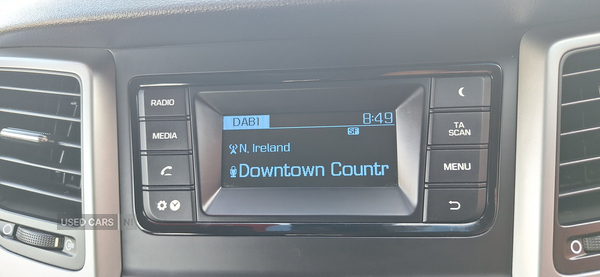 RADIO
DAB1
8:49
MEDIA
SF
TA
SCAN
N. Ireland
MENU
Downtown Countr
USED CARS